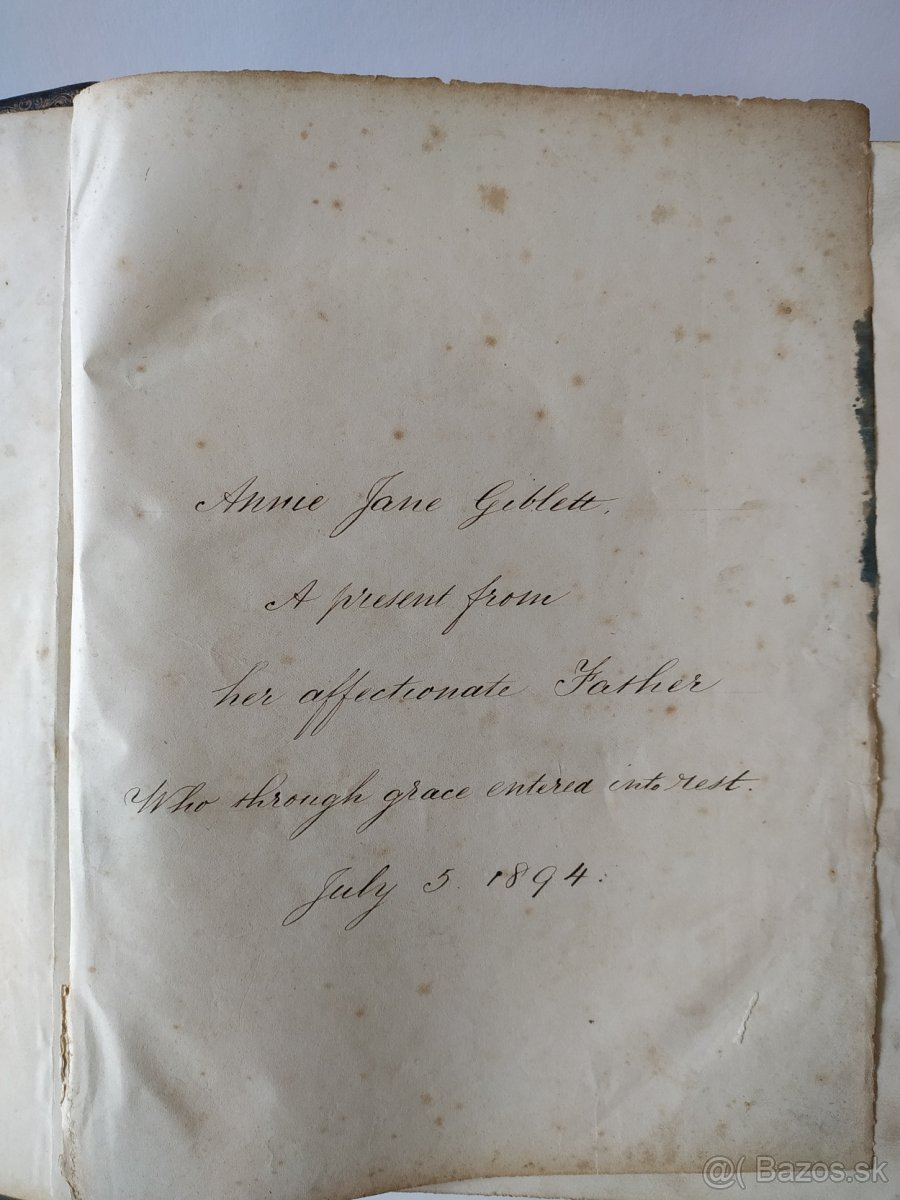 Annie Jane Giblett.
A present from
her affectionate Father
Who through grace entered into rest.
July 5. 1894.
@( Bazos.sk